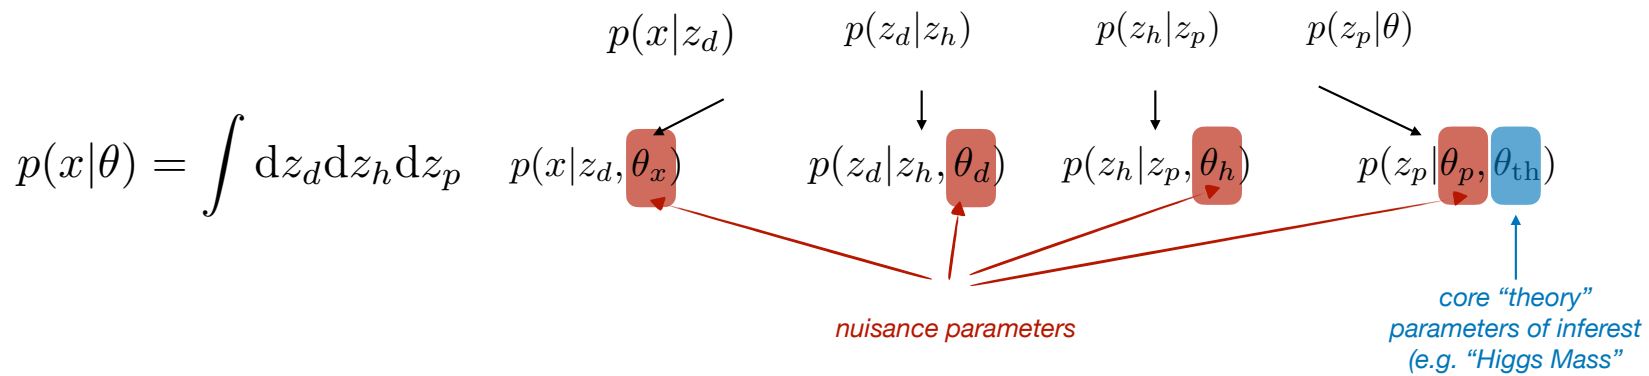 p(x|z_d) p(z_d|z_h) p(z_h|z_p) p(z_p|θ)
p(x|θ) = ∫ dz_d dz_h dz_p p(x|z_d, θ_x) p(z_d|z_h, θ_d) p(z_h|z_p, θ_h) p(z_p|θ_p, θ_th)
nuisance parameters
core “theory”
parameters of interest
(e.g. “Higgs Mass”